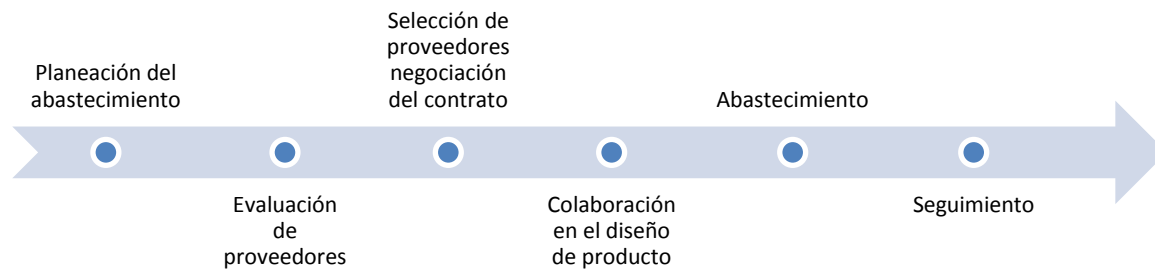 Planeación del
abastecimiento
Evaluación
de
proveedores
Selección de
proveedores
negociación
del contrato
Colaboración
en el diseño
de producto
Abastecimiento
Seguimiento